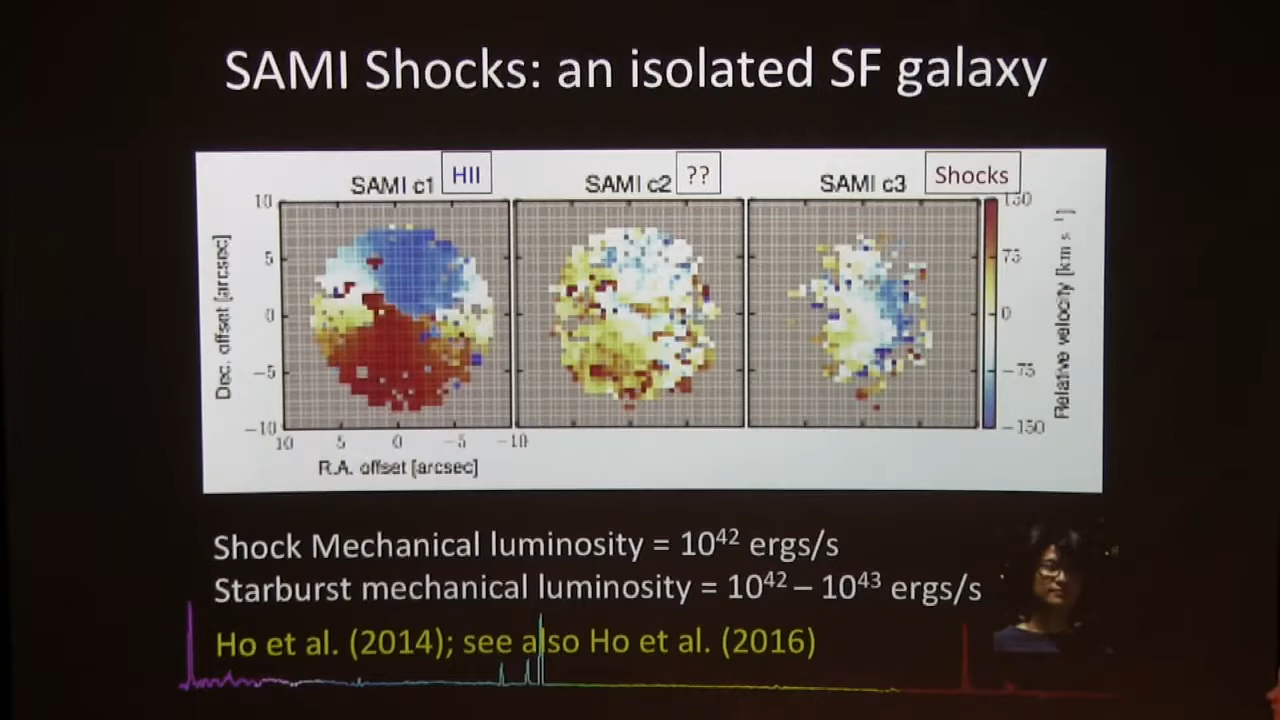 SAMI Shocks: an isolated SF galaxy
SAMI c1 HII
SAMI c2 ??
SAMI c3 Shocks
10
5
0
−5
−10
Dec. offset [arcsec]
10 5 0 −5 −10
R.A. offset [arcsec]
150
75
0
−75
−150
Relative velocity [km s⁻¹]
Shock Mechanical luminosity = 10⁴² ergs/s
Starburst mechanical luminosity = 10⁴² – 10⁴³ ergs/s
Ho et al. (2014); see also Ho et al. (2016)